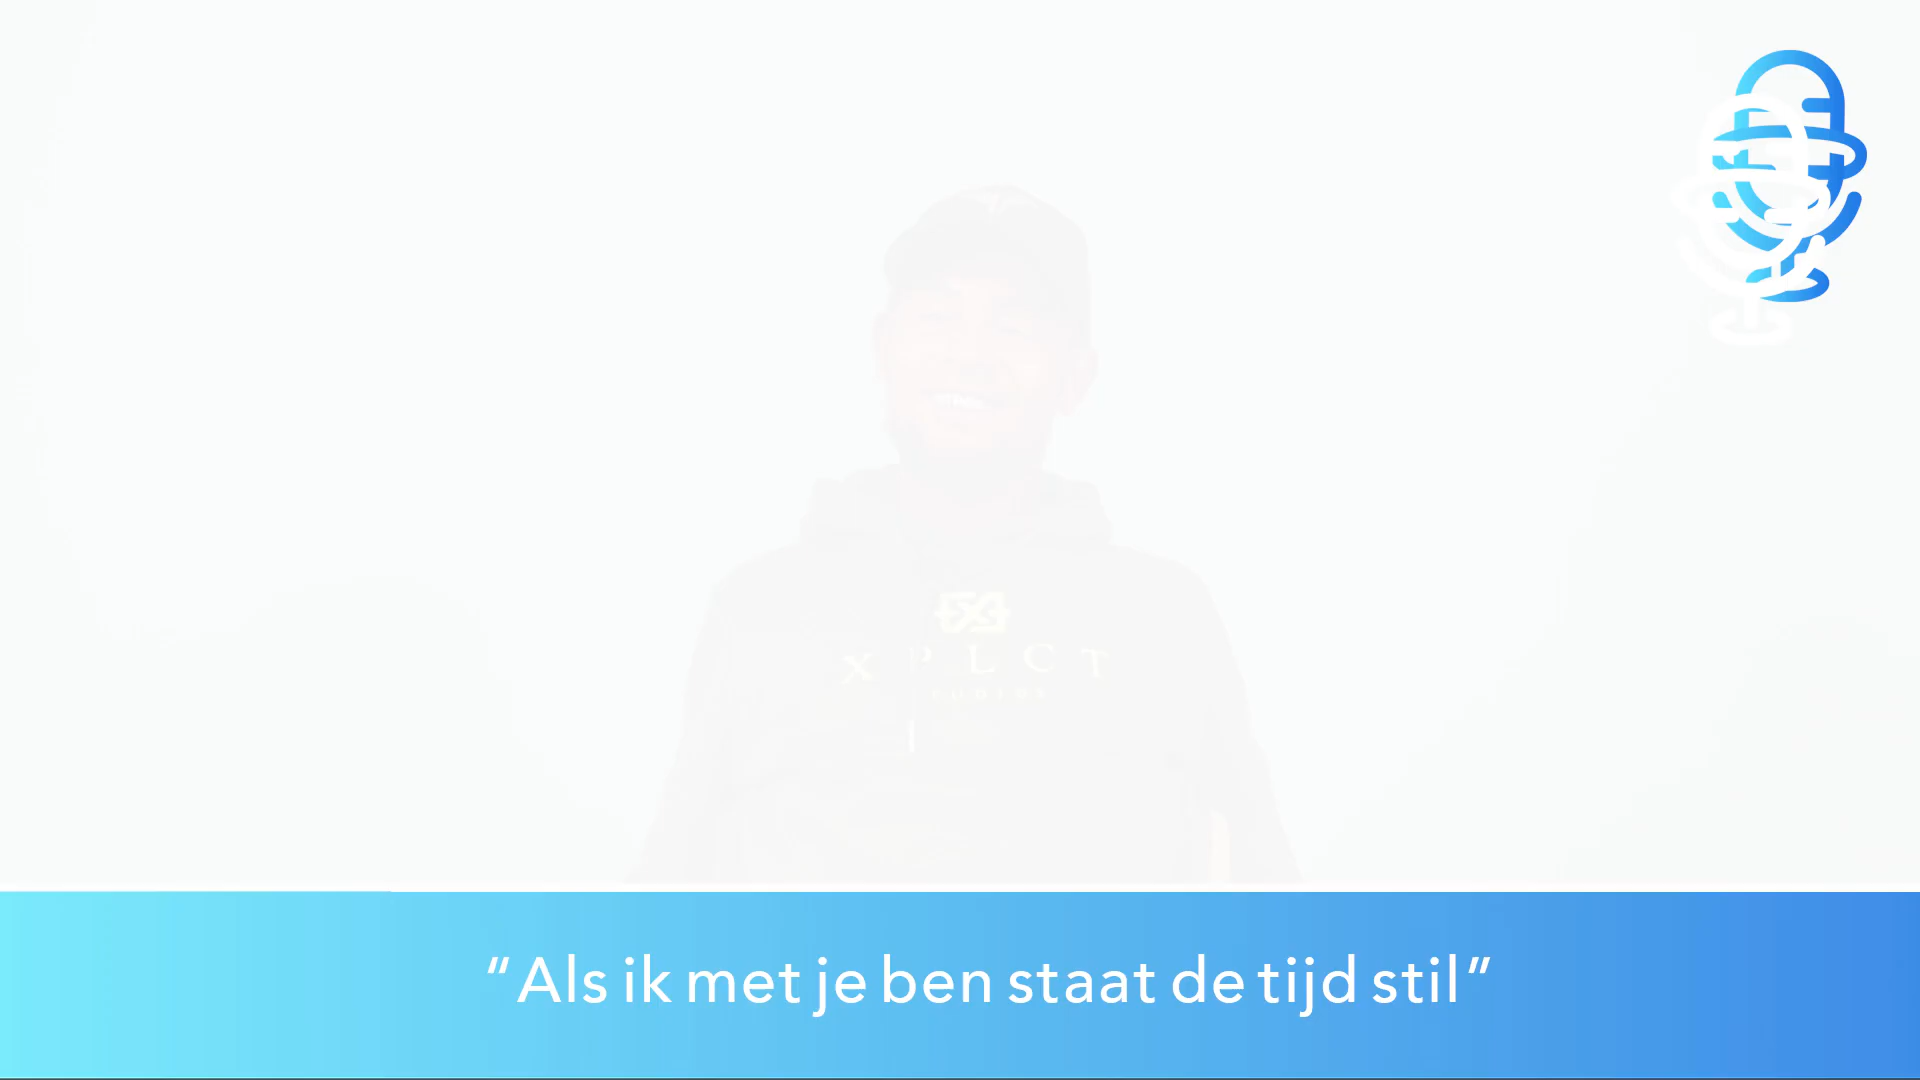 X P L C T
“Als ik met je ben staat de tijd stil”